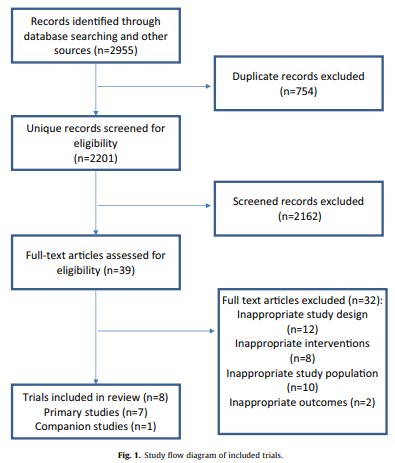 Records identified through
database searching and other
sources (n=2955)
Duplicate records excluded
(n=754)
Unique records screened for
eligibility
(n=2201)
Screened records excluded
(n=2162)
Full-text articles assessed for
eligibility (n=39)
Full text articles excluded (n=32):
Inappropriate study design
(n=12)
Inappropriate interventions
(n=8)
Inappropriate study population
(n=10)
Inappropriate outcomes (n=2)
Trials included in review (n=8)
Primary studies (n=7)
Companion studies (n=1)
Fig. 1. Study flow diagram of included trials.